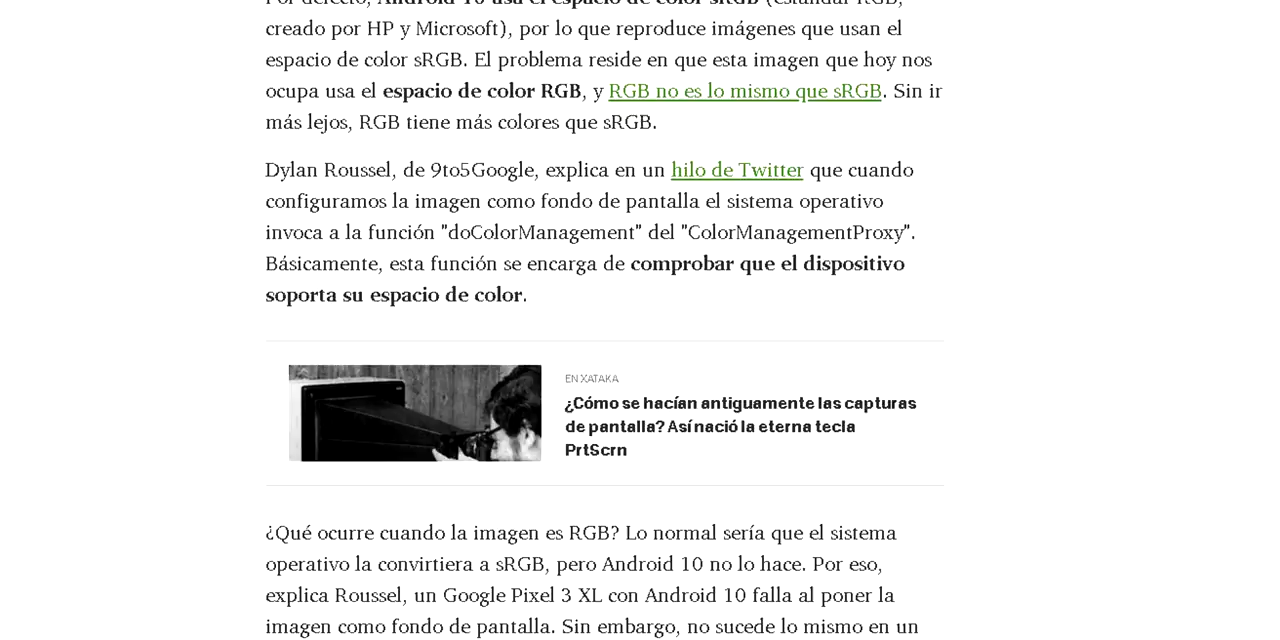 Por defecto, Android 10 usa el espacio de color sRGB (estándar RGB,
creado por HP y Microsoft), por lo que reproduce imágenes que usan el
espacio de color sRGB. El problema reside en que esta imagen que hoy nos
ocupa usa el espacio de color RGB, y RGB no es lo mismo que sRGB. Sin ir
más lejos, RGB tiene más colores que sRGB.
Dylan Roussel, de 9to5Google, explica en un hilo de Twitter que cuando
configuramos la imagen como fondo de pantalla el sistema operativo
invoca a la función "doColorManagement" del "ColorManagementProxy".
Básicamente, esta función se encarga de comprobar que el dispositivo
soporta su espacio de color.
EN XATAKA
¿Cómo se hacían antiguamente las capturas
de pantalla? Así nació la eterna tecla
PrtScrn
¿Qué ocurre cuando la imagen es RGB? Lo normal sería que el sistema
operativo la convirtiera a sRGB, pero Android 10 no lo hace. Por eso,
explica Roussel, un Google Pixel 3 XL con Android 10 falla al poner la
imagen como fondo de pantalla. Sin embargo, no sucede lo mismo en un